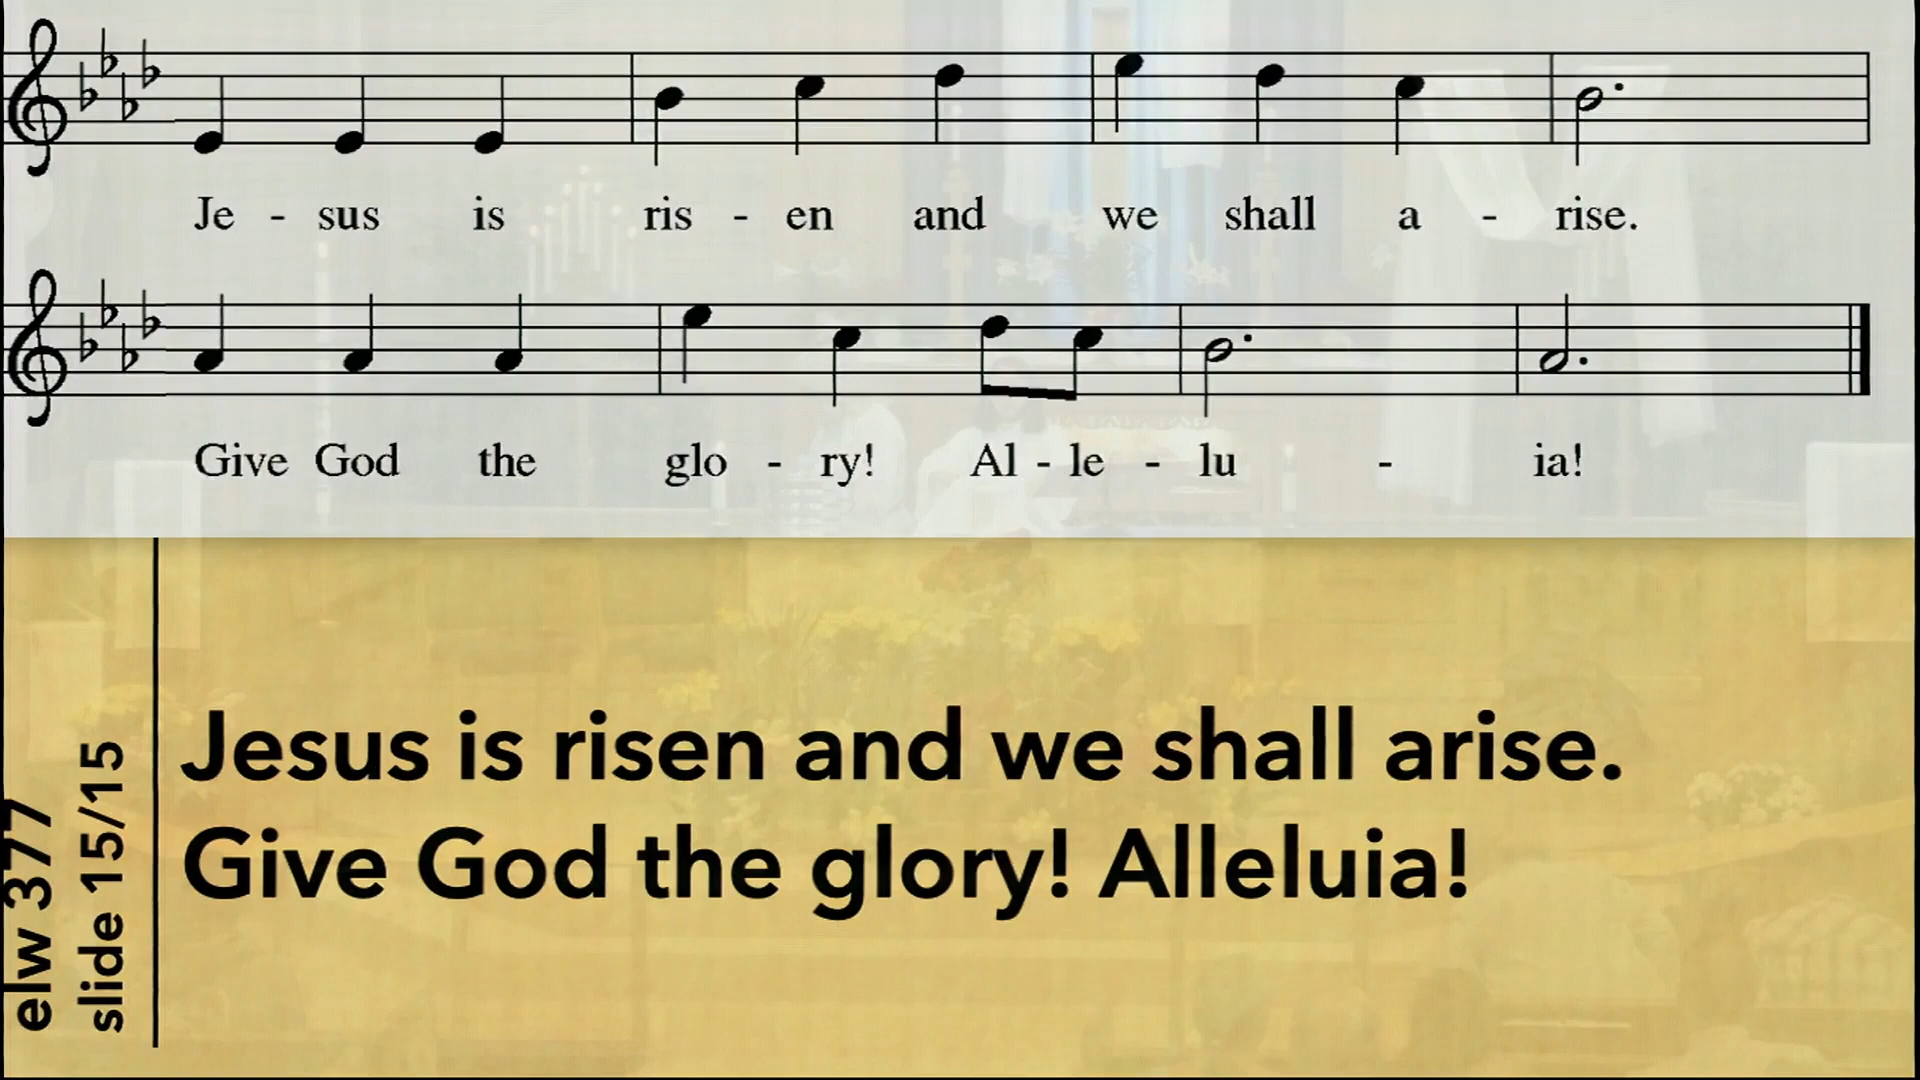 Je - sus is ris - en and we shall a - rise.
Give God the glo - ry! Al - le - lu - ia!
Jesus is risen and we shall arise.
Give God the glory! Alleluia!
elw 377
slide 15/15